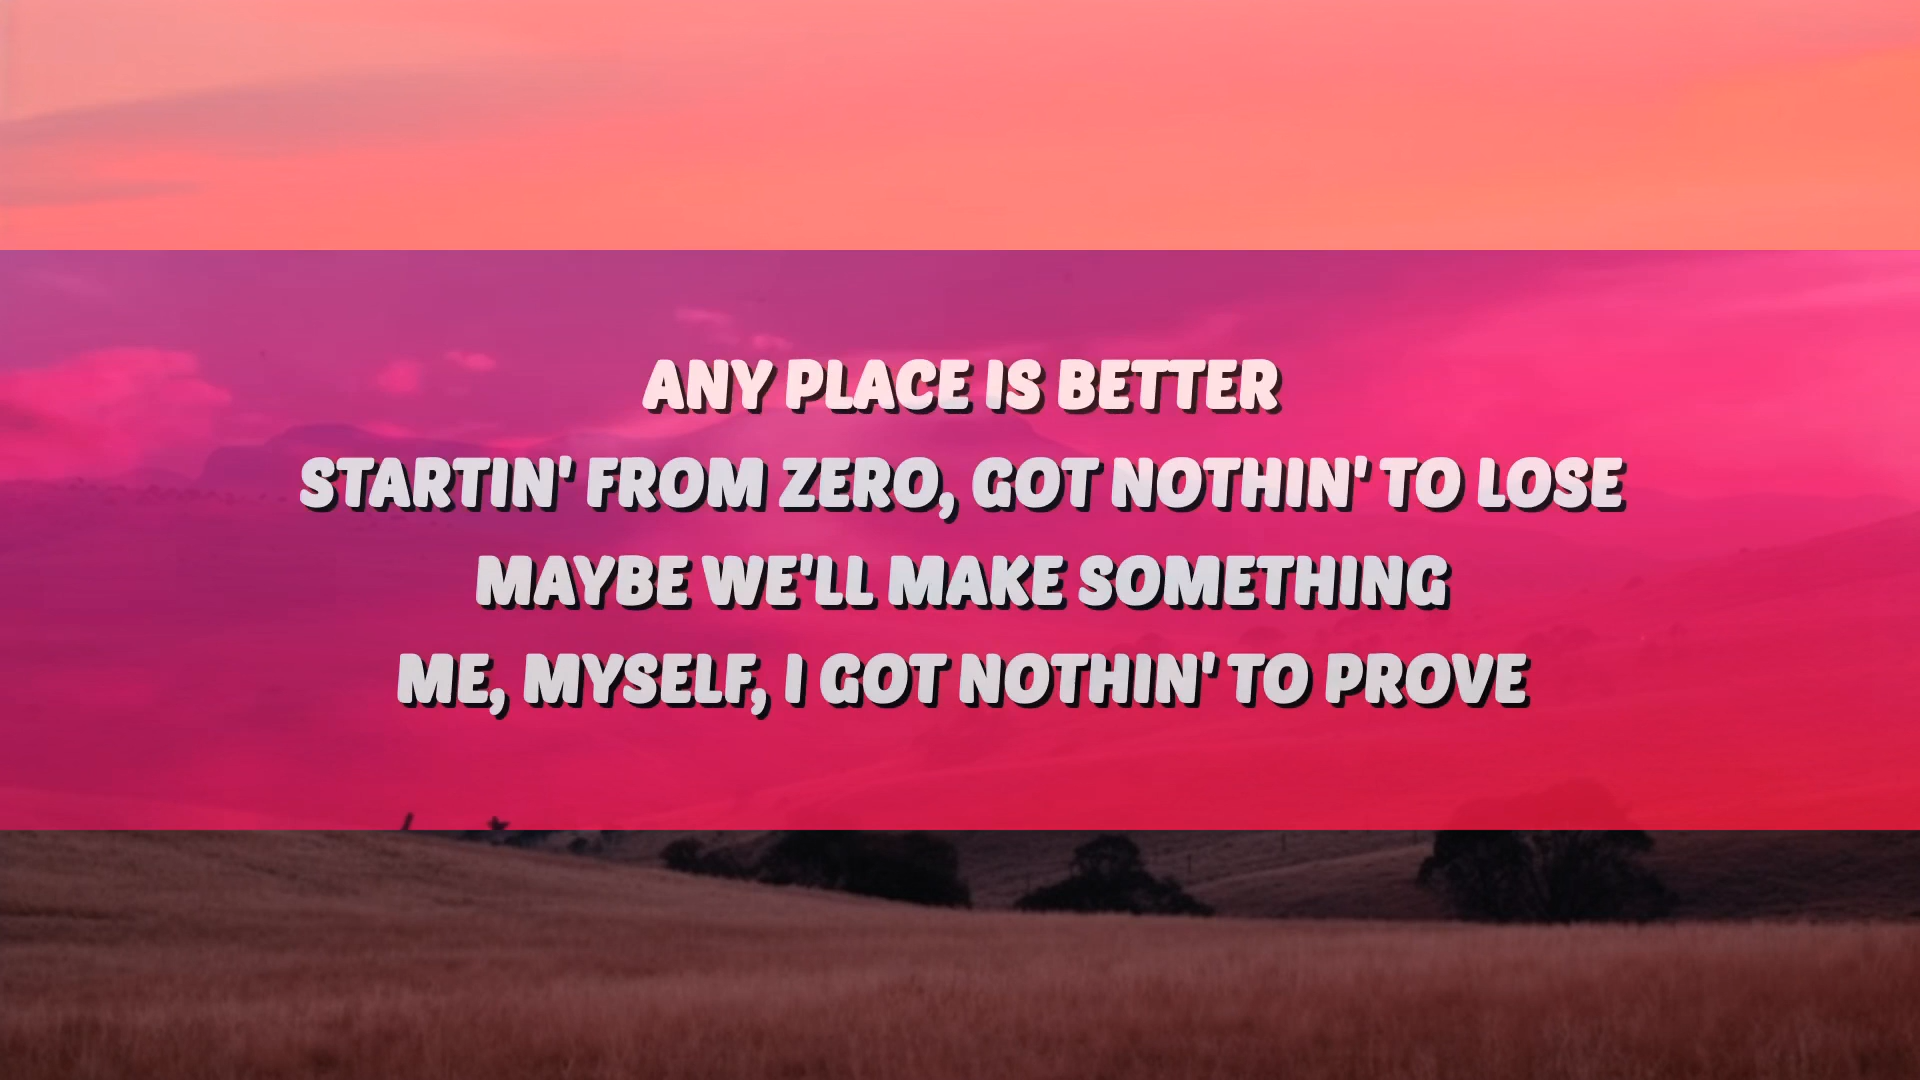 ANY PLACE IS BETTER
STARTIN' FROM ZERO, GOT NOTHIN' TO LOSE
MAYBE WE'LL MAKE SOMETHING
ME, MYSELF, I GOT NOTHIN' TO PROVE